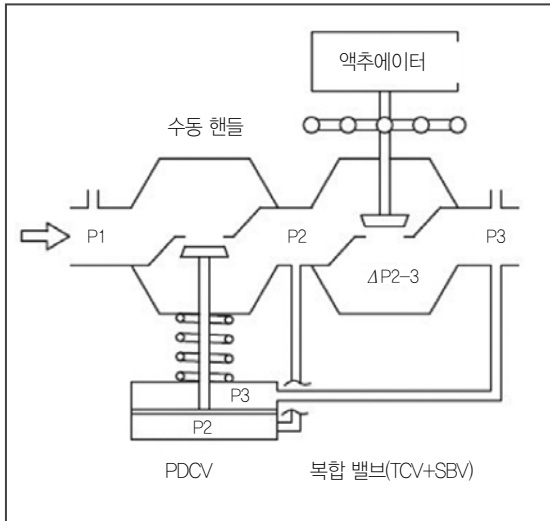 액추에이터
수동 핸들
P1
P2
P3
ΔP2-3
P3
P2
PDCV
복합 밸브(TCV+SBV)